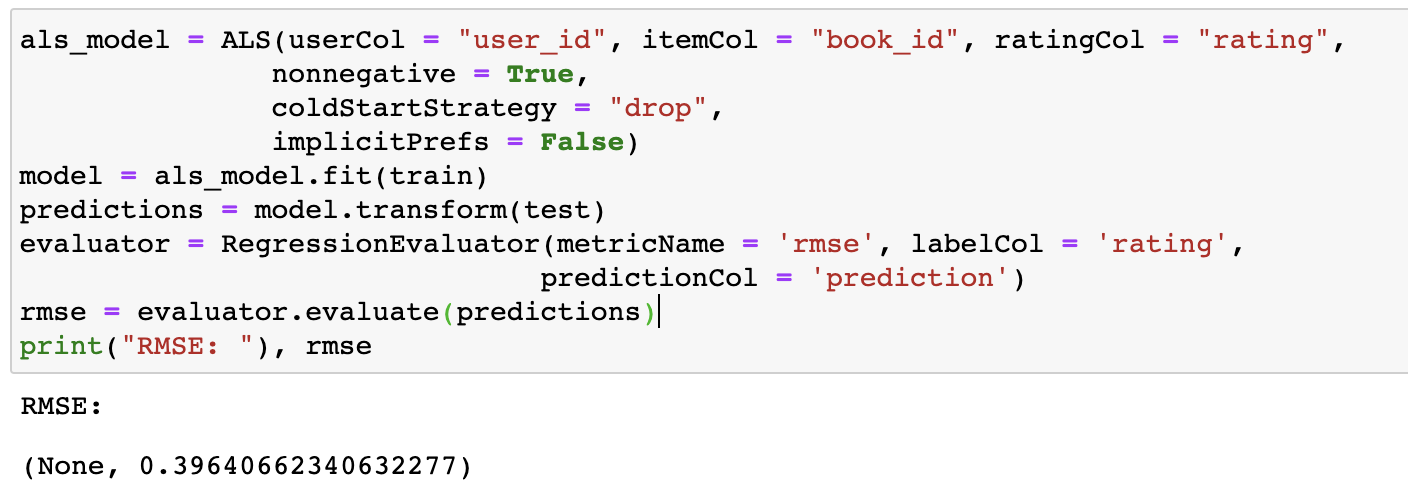 als_model = ALS(userCol = "user_id", itemCol = "book_id", ratingCol = "rating",
               nonnegative = True,
               coldStartStrategy = "drop",
               implicitPrefs = False)
model = als_model.fit(train)
predictions = model.transform(test)
evaluator = RegressionEvaluator(metricName = 'rmse', labelCol = 'rating',
                               predictionCol = 'prediction')
rmse = evaluator.evaluate(predictions)
print("RMSE: "), rmse
RMSE:
(None, 0.39640662340632277)